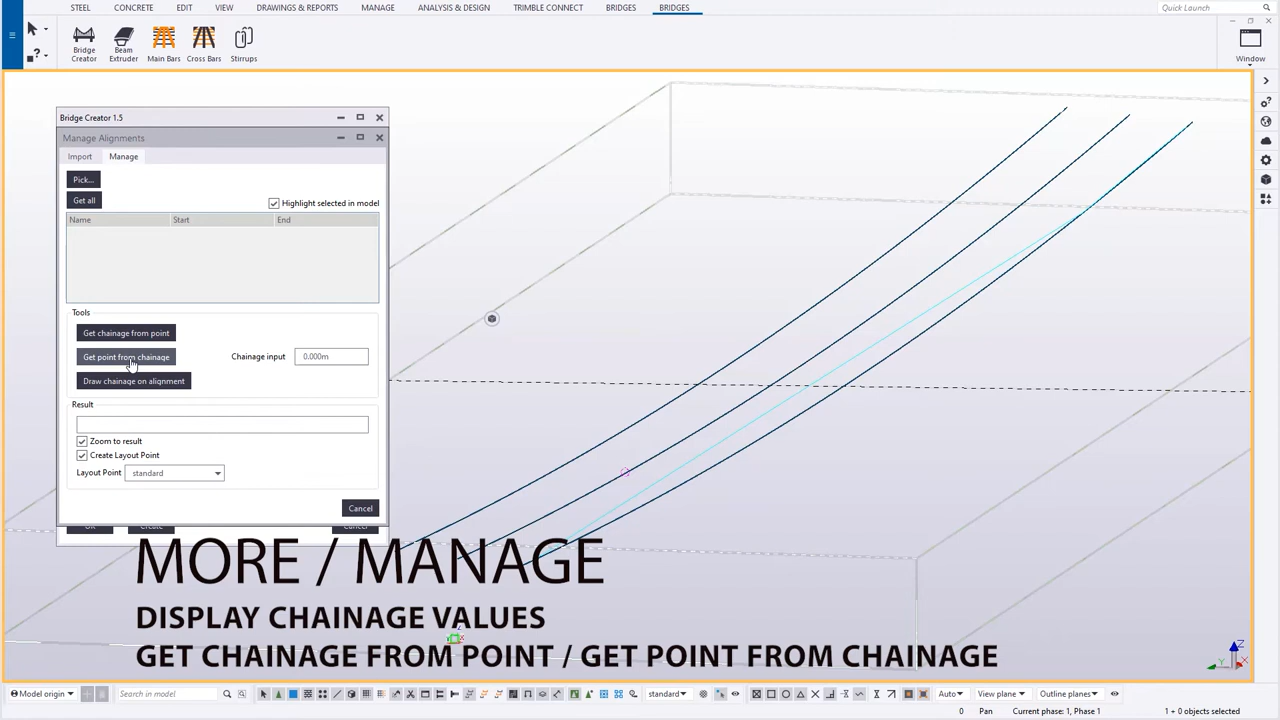 STEEL CONCRETE EDIT VIEW DRAWINGS & REPORTS MANAGE ANALYSIS & DESIGN TRIMBLE CONNECT BRIDGES BRIDGES Quick Launch
Bridge Creator
Beam Extruder
Main Bars
Cross Bars
Stirrups
Window
Bridge Creator 1.5
Manage Alignments
Import Manage
Pick...
Get all
Highlight selected in model
Name Start End
Tools
Get chainage from point
Get point from chainage Chainage input 0.000m
Draw chainage on alignment
Result
Zoom to result
Create Layout Point
Layout Point standard
Cancel
MORE / MANAGE
DISPLAY CHAINAGE VALUES
GET CHAINAGE FROM POINT / GET POINT FROM CHAINAGE
Model origin Search in model standard Auto View plane Outline planes
0 Pan Current phase: 1, Phase 1 1 + 0 objects selected